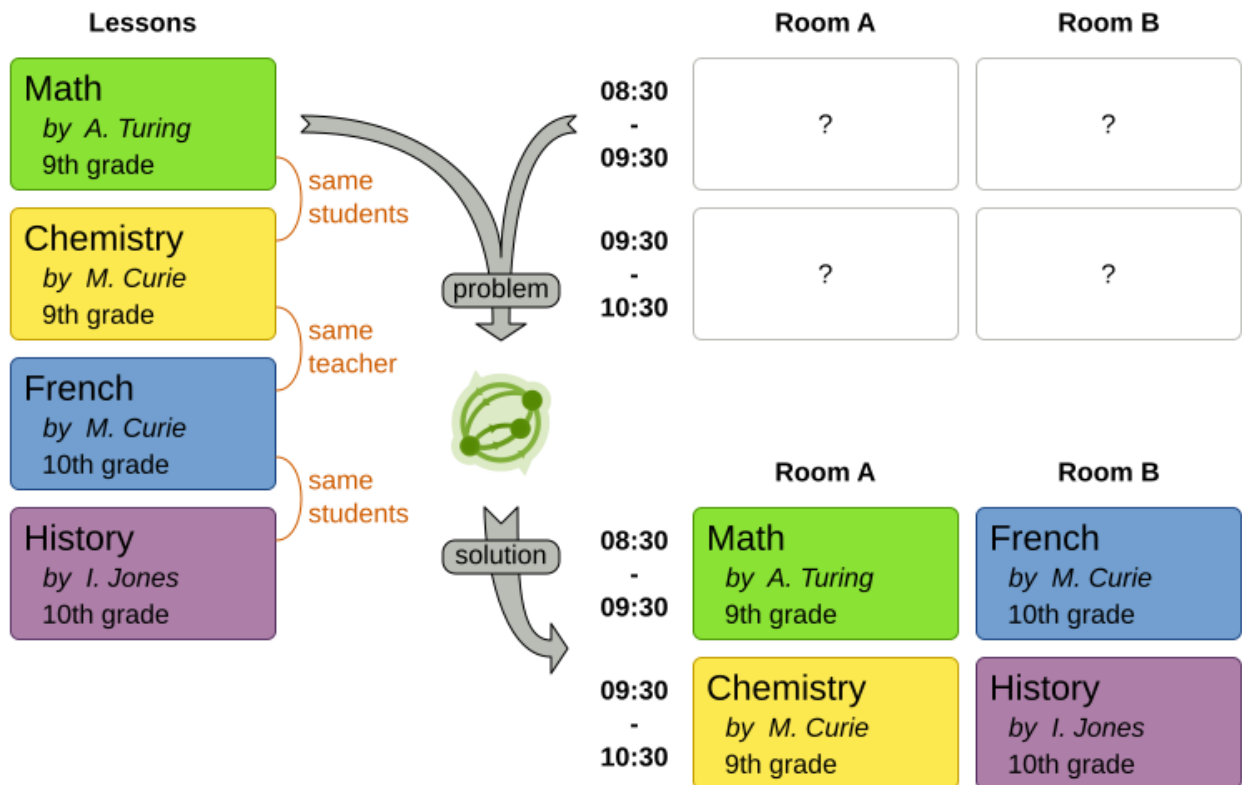 Lessons
Math
by A. Turing
9th grade
same
students
Chemistry
by M. Curie
9th grade
same
teacher
French
by M. Curie
10th grade
same
students
History
by I. Jones
10th grade
problem
solution
Room A
Room B
08:30
-
09:30
?
?
09:30
-
10:30
?
?
Room A
Room B
08:30
-
09:30
Math
by A. Turing
9th grade
French
by M. Curie
10th grade
09:30
-
10:30
Chemistry
by M. Curie
9th grade
History
by I. Jones
10th grade